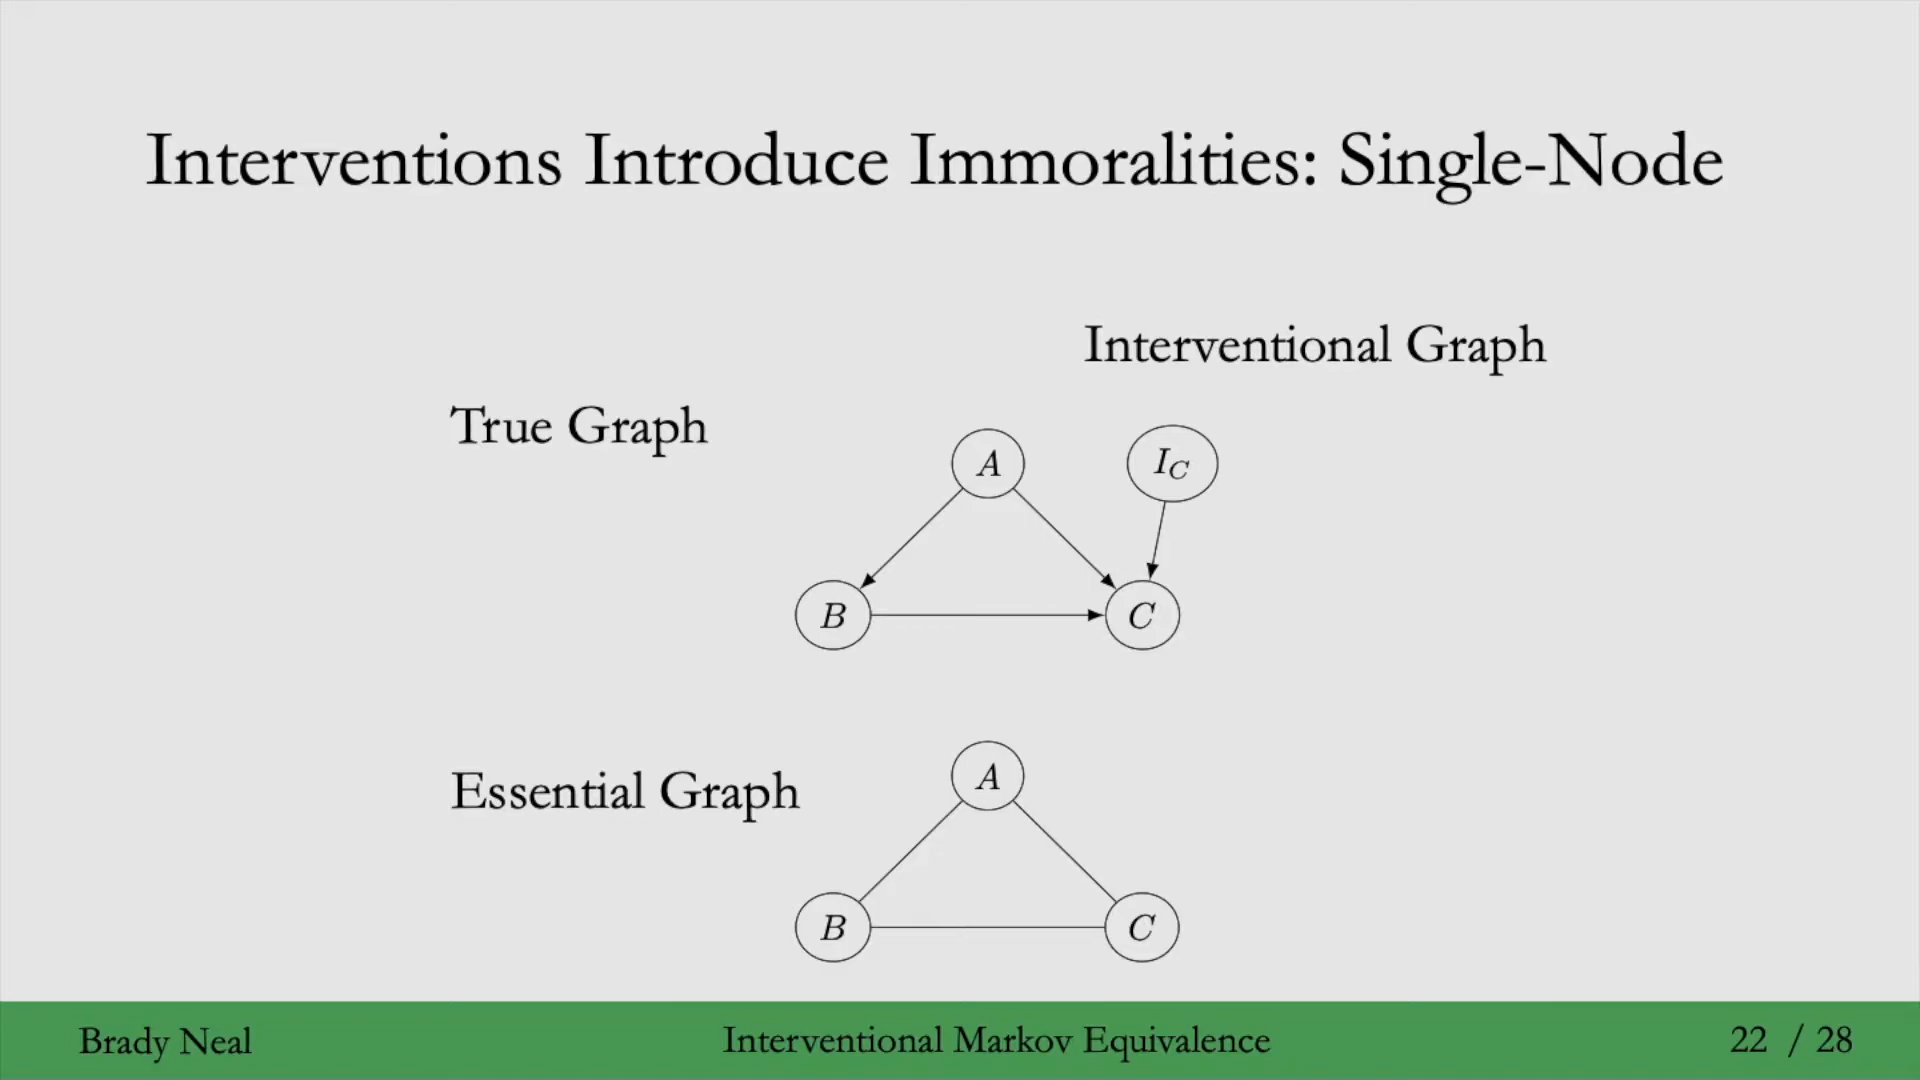 Interventions Introduce Immoralities: Single-Node
Interventional Graph
True Graph
A
I_C
B
C
Essential Graph
A
B
C
Brady Neal
Interventional Markov Equivalence
22 / 28